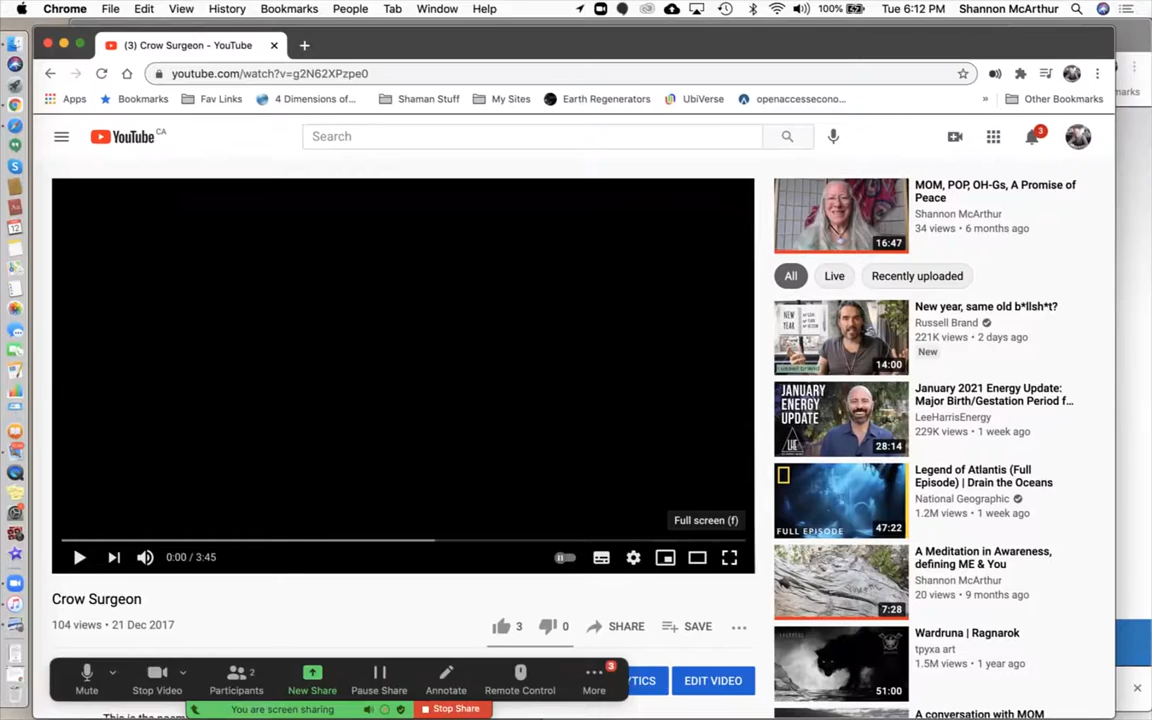 Chrome File Edit View History Bookmarks People Tab Window Help 100% Tue 6:12 PM Shannon McArthur
(3) Crow Surgeon - YouTube
youtube.com/watch?v=g2N62XPzpe0
Apps Bookmarks Fav Links 4 Dimensions of... Shaman Stuff My Sites Earth Regenerators UbiVerse openaccessecono... » Other Bookmarks
YouTube CA Search 3
MOM, POP, OH-Gs, A Promise of
Peace
Shannon McArthur
34 views • 6 months ago
16:47
All Live Recently uploaded
New year, same old b*llsh*t?
Russell Brand
221K views • 2 days ago
New
NEW
YEAR
14:00
January 2021 Energy Update:
Major Birth/Gestation Period f...
LeeHarrisEnergy
229K views • 1 week ago
JANUARY
ENERGY
UPDATE
28:14
Legend of Atlantis (Full
Episode) | Drain the Oceans
National Geographic
1.2M views • 1 week ago
FULL EPISODE
47:22
A Meditation in Awareness,
defining ME & You
Shannon McArthur
20 views • 9 months ago
7:28
Wardruna | Ragnarok
tpyxa art
1.5M views • 1 year ago
51:00
A conversation with MOM
Full screen (f)
0:00 / 3:45
Crow Surgeon
104 views • 21 Dec 2017
3 0 SHARE SAVE
TICS EDIT VIDEO
Mute Stop Video 2 Participants New Share Pause Share Annotate Remote Control 3 More
You are screen sharing Stop Share